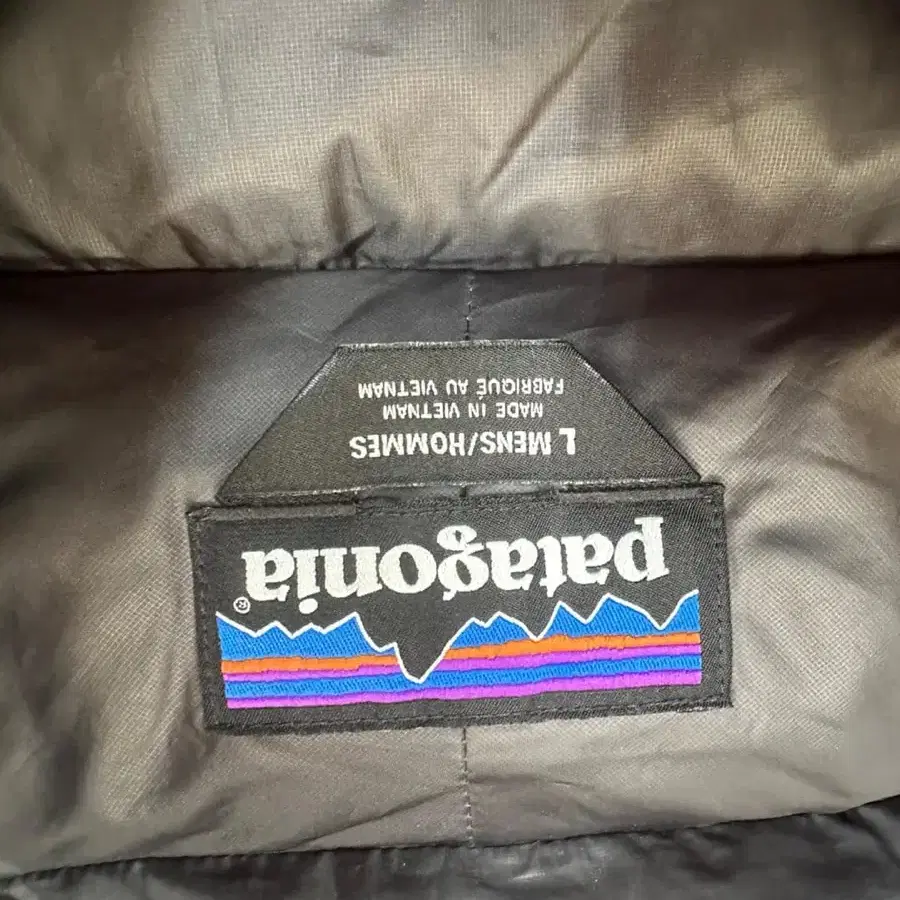 patagonia®
L MENS/HOMMES
MADE IN VIETNAM
FABRIQUÉ AU VIETNAM